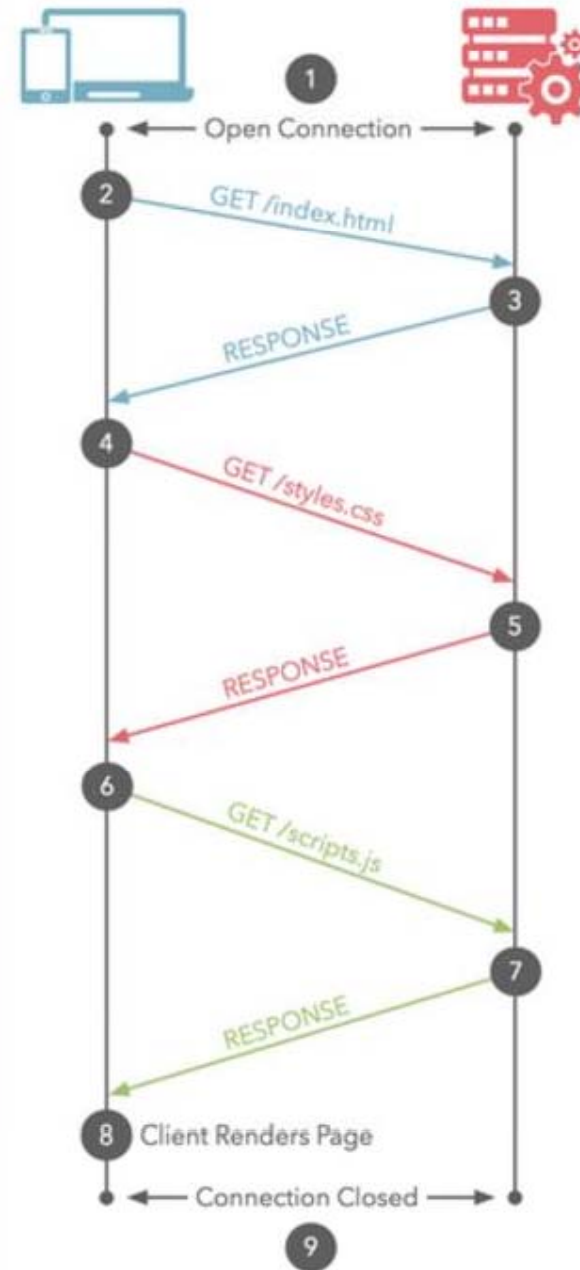 1
Open Connection
2
GET /index.html
3
RESPONSE
4
GET /styles.css
5
RESPONSE
6
GET /scripts.js
7
RESPONSE
8 Client Renders Page
Connection Closed
9